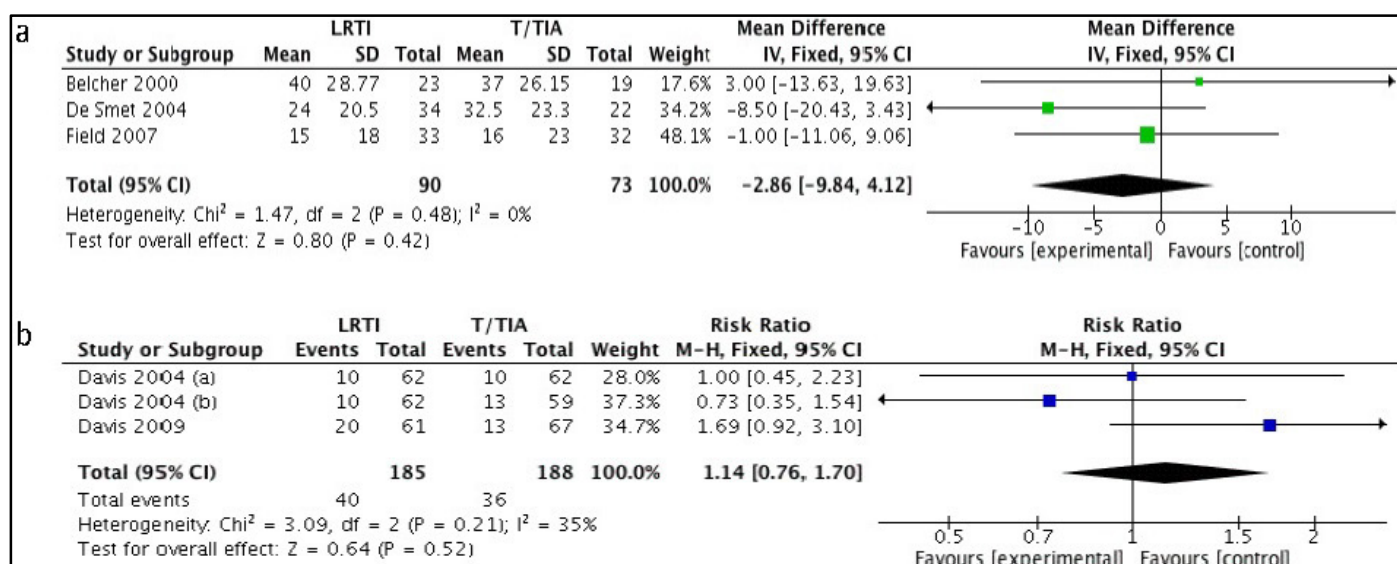 a
LRTI T/TIA Mean Difference Mean Difference
Study or Subgroup Mean SD Total Mean SD Total Weight IV, Fixed, 95% CI IV, Fixed, 95% CI
Belcher 2000 40 28.77 23 37 26.15 19 17.6% 3.00 [-13.63, 19.63]
De Smet 2004 24 20.5 34 32.5 23.3 22 34.2% -8.50 [-20.43, 3.43]
Field 2007 15 18 33 16 23 32 48.1% -1.00 [-11.06, 9.06]
Total (95% CI) 90 73 100.0% -2.86 [-9.84, 4.12]
Heterogeneity: Chi² = 1.47, df = 2 (P = 0.48); I² = 0%
Test for overall effect: Z = 0.80 (P = 0.42)
-10 -5 0 5 10
Favours [experimental] Favours [control]
b
LRTI T/TIA Risk Ratio Risk Ratio
Study or Subgroup Events Total Events Total Weight M-H, Fixed, 95% CI M-H, Fixed, 95% CI
Davis 2004 (a) 10 62 10 62 28.0% 1.00 [0.45, 2.23]
Davis 2004 (b) 10 62 13 59 37.3% 0.73 [0.35, 1.54]
Davis 2009 20 61 13 67 34.7% 1.69 [0.92, 3.10]
Total (95% CI) 185 188 100.0% 1.14 [0.76, 1.70]
Total events 40 36
Heterogeneity: Chi² = 3.09, df = 2 (P = 0.21); I² = 35%
Test for overall effect: Z = 0.64 (P = 0.52)
0.5 0.7 1 1.5 2
Favours [experimental] Favours [control]